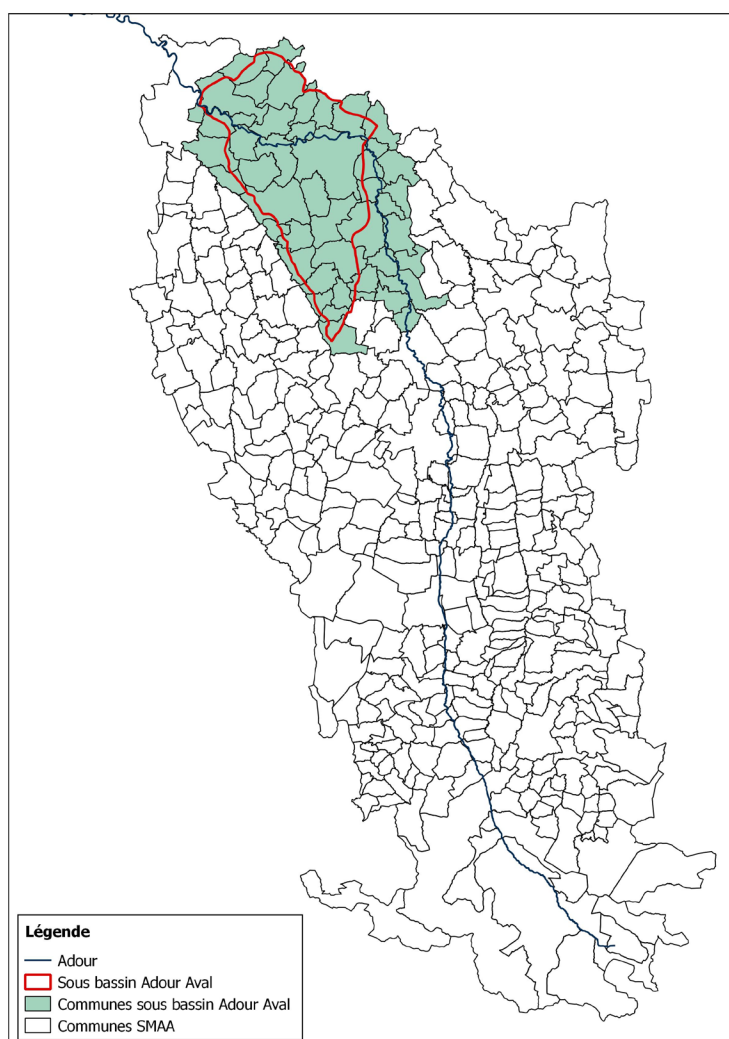 Légende
Adour
Sous bassin Adour Aval
Communes sous bassin Adour Aval
Communes SMAA